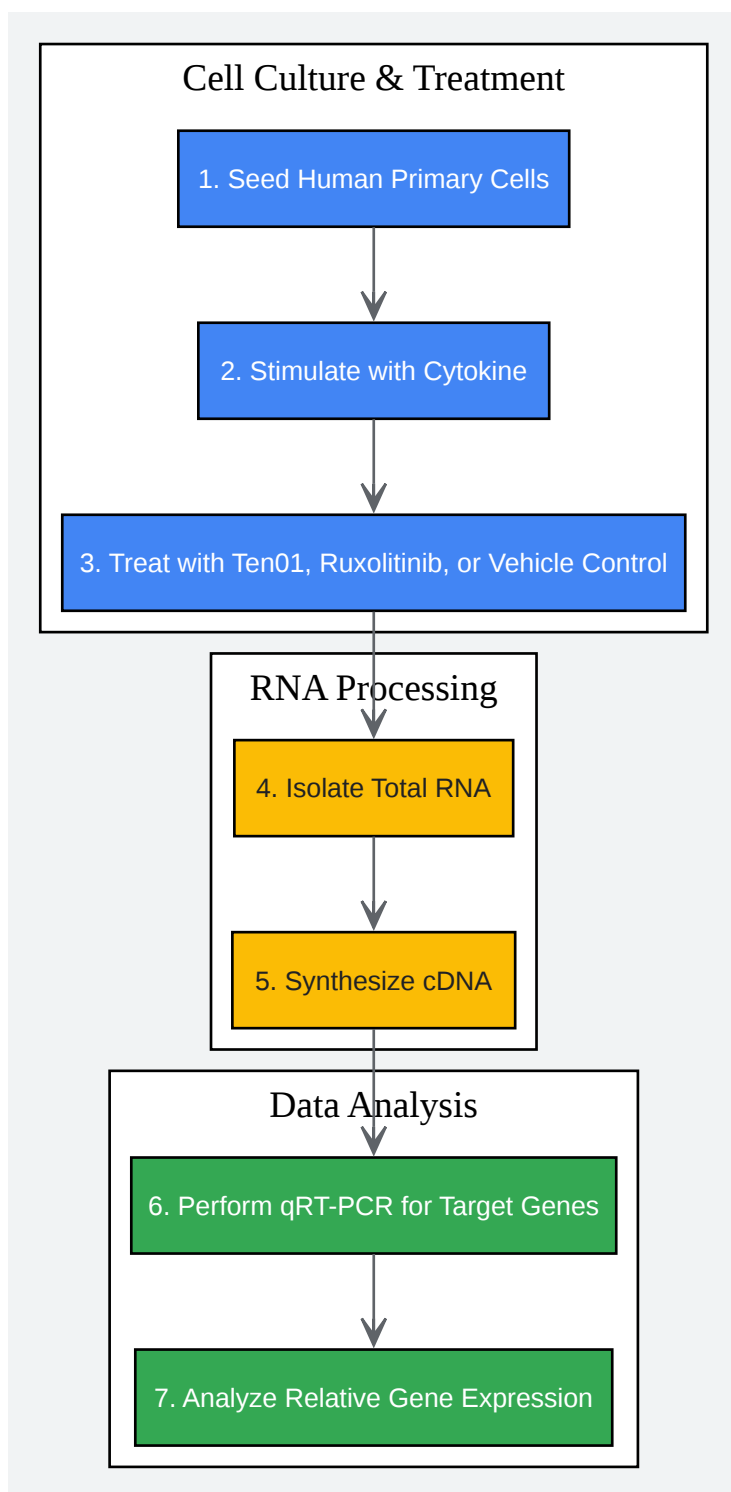 Cell Culture & Treatment
1. Seed Human Primary Cells
2. Stimulate with Cytokine
3. Treat with Ten01, Ruxolitinib, or Vehicle Control
RNA Processing
4. Isolate Total RNA
5. Synthesize cDNA
Data Analysis
6. Perform qRT-PCR for Target Genes
7. Analyze Relative Gene Expression